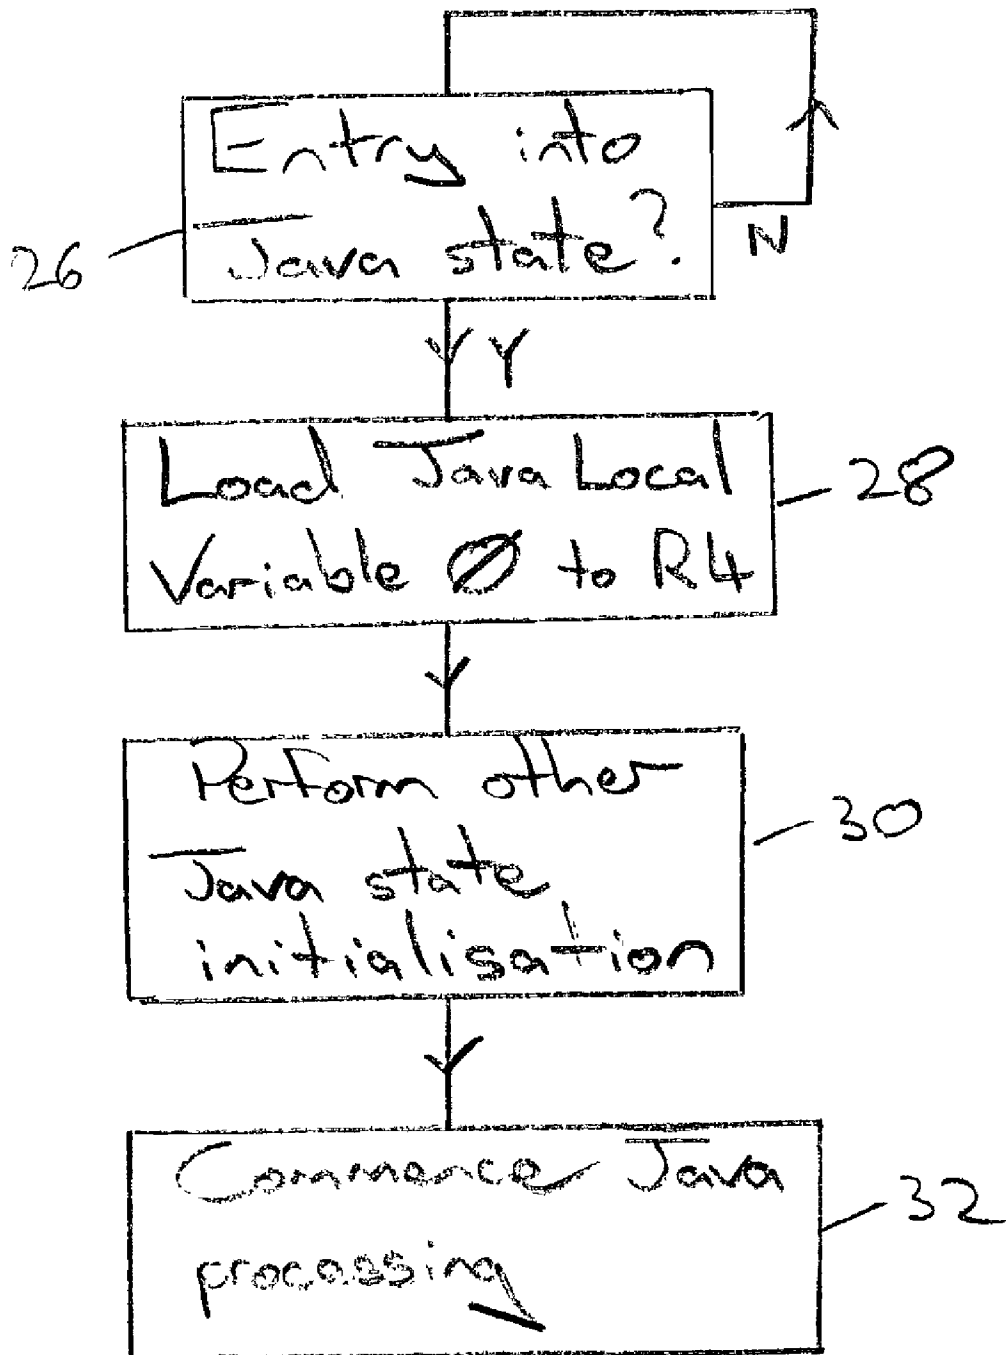 Entry into
Java state?
N
26
Y
Load Java Local
Variable Ø to R4
28
Perform other
Java state
initialisation
30
Commence Java
processing
32